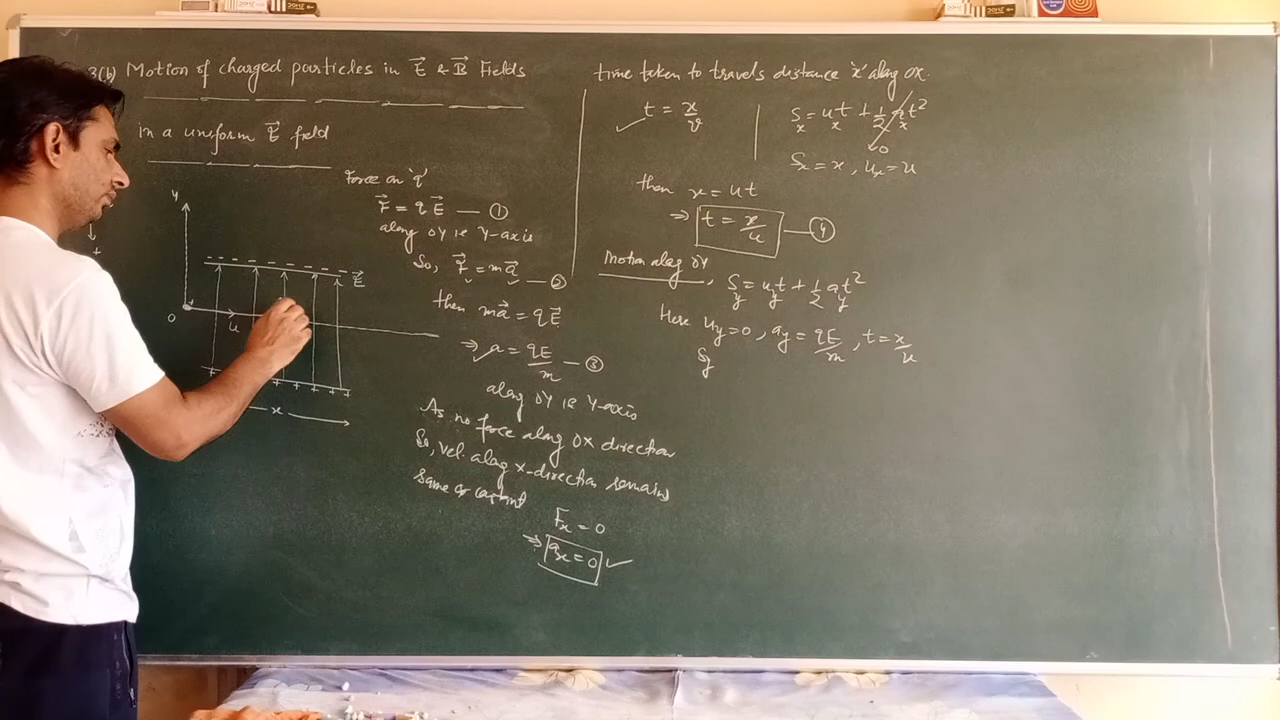 3(b) Motion of charged particles in E⃗ & B⃗ Fields
in a uniform E⃗ field
Y
O
u
E⃗
- - - - - - - - -
+ + + + + +
x
+
Force on 'q'
F⃗ = qE⃗ — ①
along OY ie Y-axis
So, F⃗ = ma⃗ — ②
then ma⃗ = qE⃗
⇒ a = qE/m — ③
along OY ie Y-axis
As no force along OX direction
So, vel. along X-direction remains
same or constant
Fx = 0
⇒ ax = 0 ✓
time taken to travels distance 'x' along OX.
✓ t = x/v
Sx = uxt + ½ axt² → 0
Sx = x, ux = u
then x = ut
⇒ t = x/u — ④
Motion along OY,
Sy = uyt + ½ ayt²
Here uy = 0, ay = qE/m, t = x/u
Sy